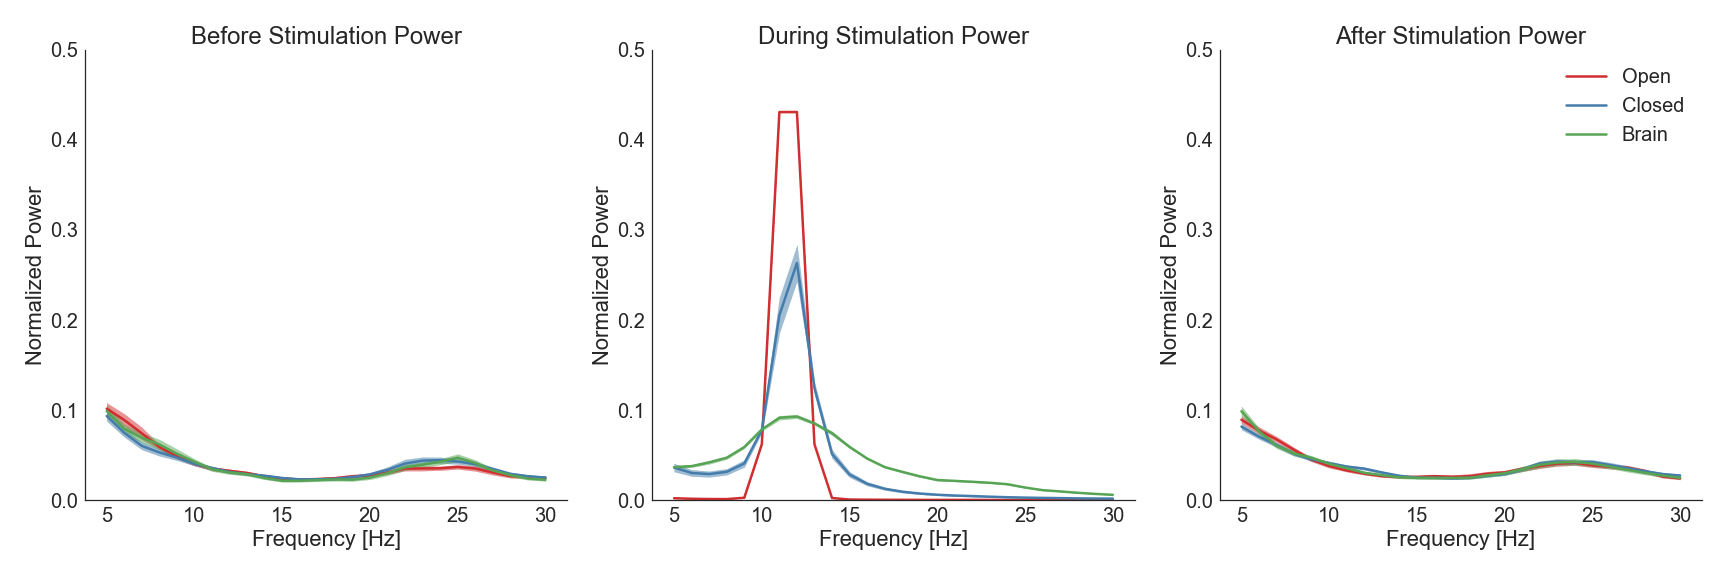 Before Stimulation Power
0.5
0.4
0.3
0.2
0.1
0.0
Normalized Power
5 10 15 20 25 30
Frequency [Hz]
During Stimulation Power
0.5
0.4
0.3
0.2
0.1
0.0
Normalized Power
5 10 15 20 25 30
Frequency [Hz]
After Stimulation Power
0.5
0.4
0.3
0.2
0.1
0.0
Normalized Power
5 10 15 20 25 30
Frequency [Hz]
Open
Closed
Brain